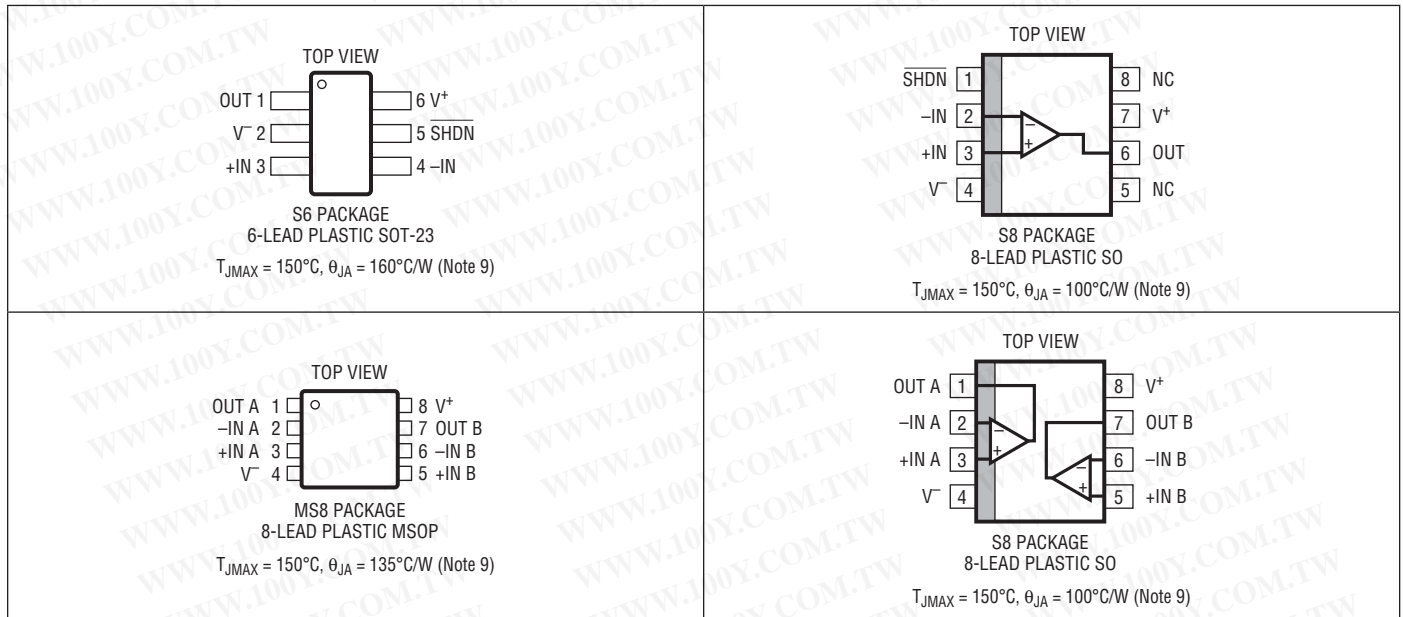 TOP VIEW
OUT 1
V– 2
+IN 3
6 V+
5 SHDN
4 –IN
S6 PACKAGE
6-LEAD PLASTIC SOT-23
TJMAX = 150°C, θJA = 160°C/W (Note 9)
TOP VIEW
SHDN 1
–IN 2
+IN 3
V– 4
8 NC
7 V+
6 OUT
5 NC
–
+
S8 PACKAGE
8-LEAD PLASTIC SO
TJMAX = 150°C, θJA = 100°C/W (Note 9)
TOP VIEW
OUT A 1
–IN A 2
+IN A 3
V– 4
8 V+
7 OUT B
6 –IN B
5 +IN B
MS8 PACKAGE
8-LEAD PLASTIC MSOP
TJMAX = 150°C, θJA = 135°C/W (Note 9)
TOP VIEW
OUT A 1
–IN A 2
+IN A 3
V– 4
8 V+
7 OUT B
6 –IN B
5 +IN B
–
+
–
+
S8 PACKAGE
8-LEAD PLASTIC SO
TJMAX = 150°C, θJA = 100°C/W (Note 9)
WWW.100Y.COM.TW